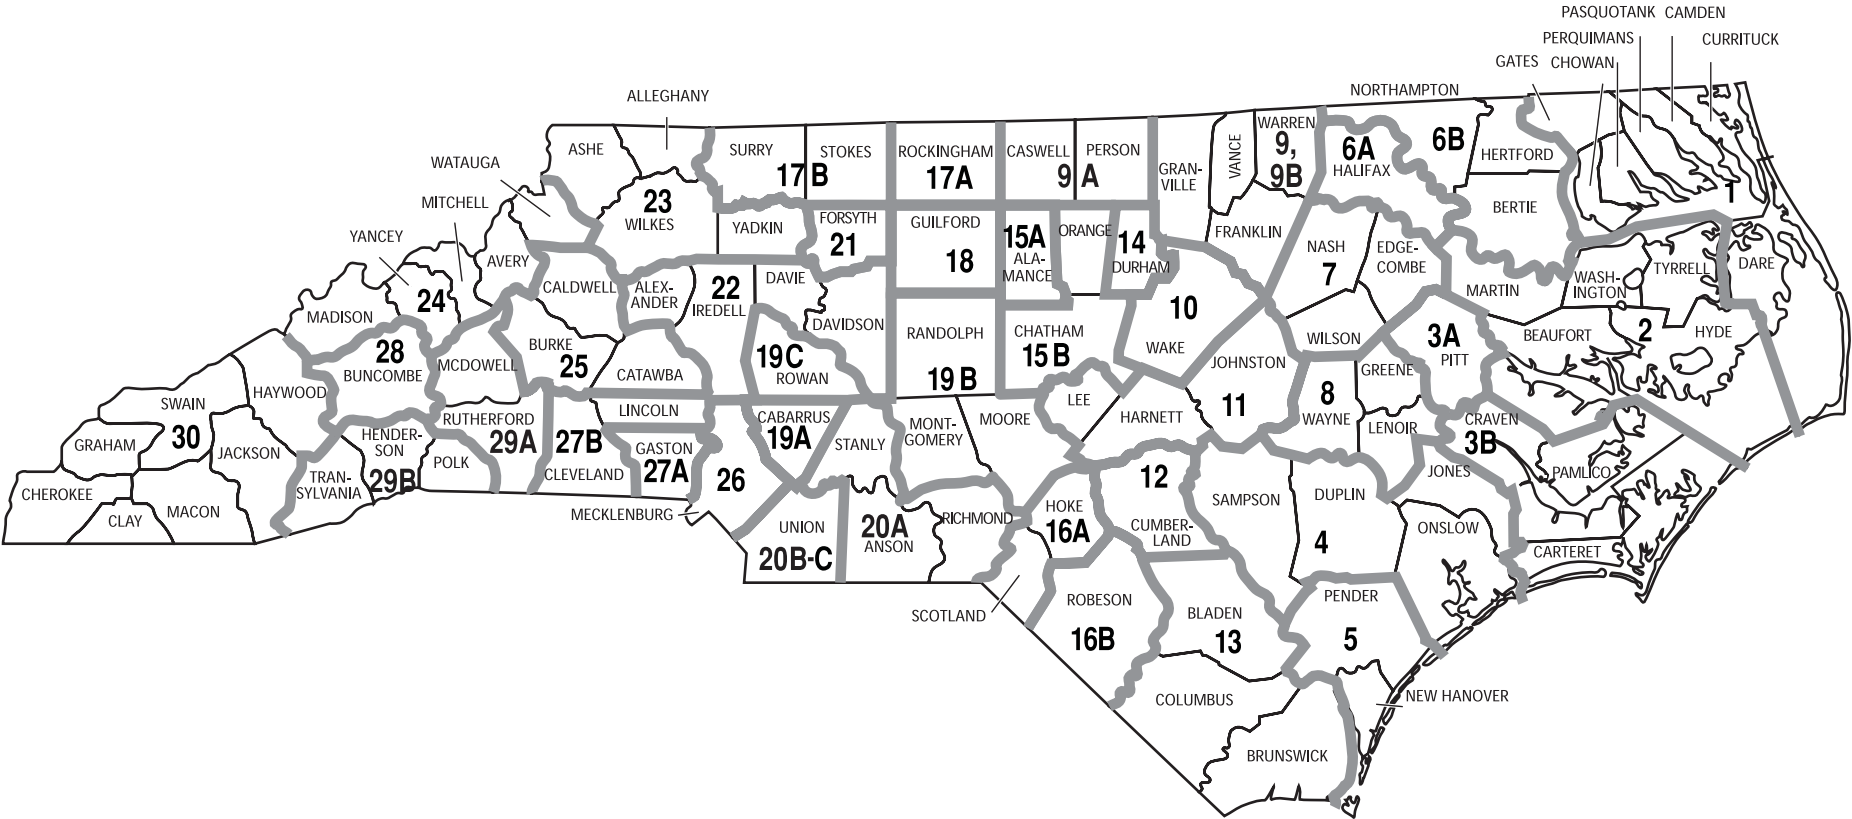 PASQUOTANK CAMDEN
PERQUIMANS CURRITUCK
GATES CHOWAN
NORTHAMPTON
ALLEGHANY
WARREN
9,
9B
VANCE
6A
HALIFAX
6B
HERTFORD
ASHE
SURRY
STOKES
17 B
ROCKINGHAM
17A
CASWELL
PERSON
9 A
GRAN-
VILLE
WATAUGA
MITCHELL
YANCEY
23
WILKES
YADKIN
FORSYTH
21
GUILFORD
18
15A
ALA-
MANCE
ORANGE
14
DURHAM
FRANKLIN
NASH
7
EDGE-
COMBE
BERTIE
1
AVERY
CALDWELL
ALEX-
ANDER
22
IREDELL
DAVIE
DAVIDSON
24
MADISON
10
WAKE
MARTIN
WASH-
INGTON
TYRRELL
DARE
28
BUNCOMBE
MCDOWELL
BURKE
25
CATAWBA
19C
ROWAN
RANDOLPH
19 B
CHATHAM
15 B
JOHNSTON
11
WILSON
3A
PITT
BEAUFORT
2
HYDE
GREENE
HAYWOOD
SWAIN
30
GRAHAM
JACKSON
CHEROKEE
CLAY
MACON
TRAN-
SYLVANIA
HENDER-
SON
29B
POLK
RUTHERFORD
29A
27B
CLEVELAND
LINCOLN
GASTON
27A
MECKLENBURG
26
CABARRUS
19A
STANLY
MONT-
GOMERY
MOORE
LEE
HARNETT
8
WAYNE
LENOIR
CRAVEN
3B
JONES
PAMLICO
UNION
20B-C
20A
ANSON
RICHMOND
HOKE
16A
12
CUMBER-
LAND
SAMPSON
DUPLIN
4
ONSLOW
CARTERET
SCOTLAND
ROBESON
16B
BLADEN
13
PENDER
5
COLUMBUS
NEW HANOVER
BRUNSWICK